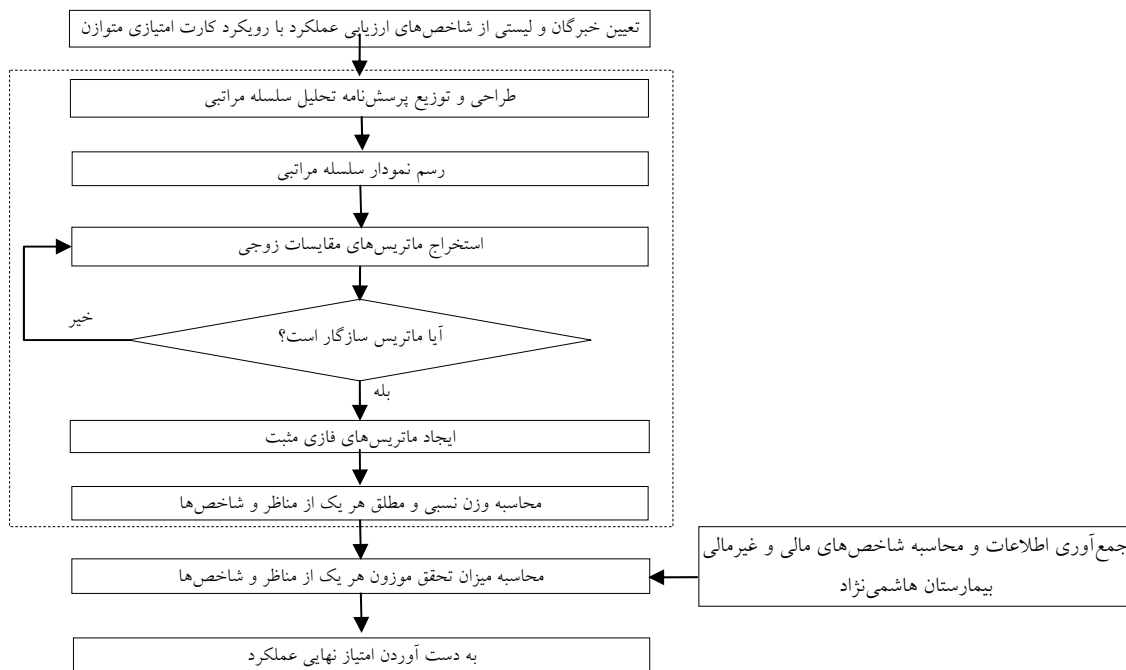 تعیین خبرگان و لیستی از شاخص‌های ارزیابی عملکرد با رویکرد کارت امتیازی متوازن
طراحی و توزیع پرسش‌نامه تحلیل سلسله مراتبی
رسم نمودار سلسله مراتبی
استخراج ماتریس‌های مقایسات زوجی
خیر
آیا ماتریس سازگار است؟
بله
ایجاد ماتریس‌های فازی مثبت
محاسبه وزن نسبی و مطلق هر یک از مناظر و شاخص‌ها
جمع‌آوری اطلاعات و محاسبه شاخص‌های مالی و غیرمالی
بیمارستان هاشمی‌نژاد
محاسبه میزان تحقق موزون هر یک از مناظر و شاخص‌ها
به دست آوردن امتیاز نهایی عملکرد